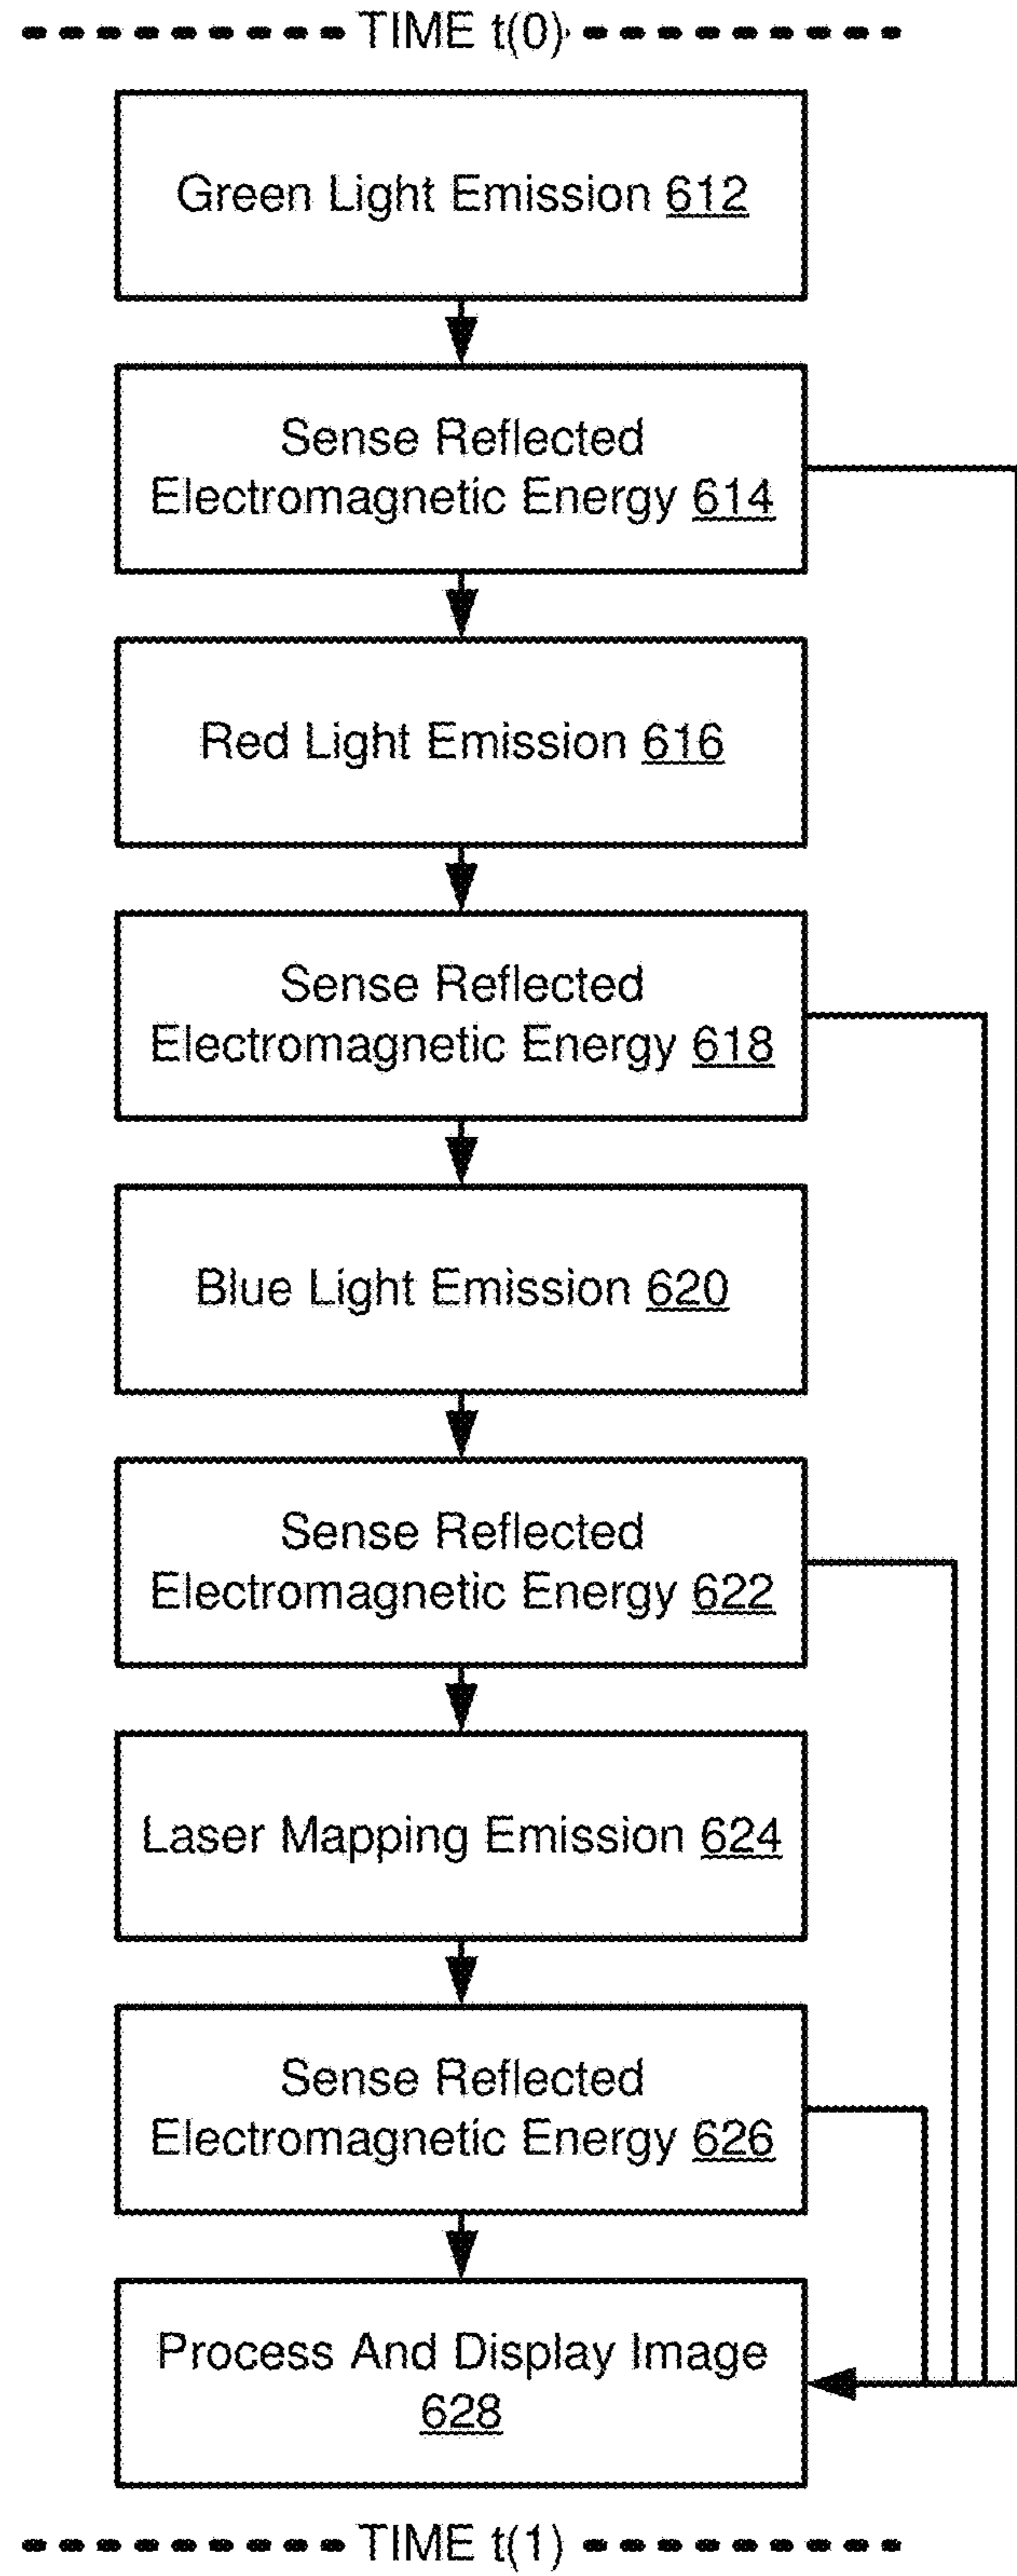 TIME t(0)
Green Light Emission 612
Sense Reflected
Electromagnetic Energy 614
Red Light Emission 616
Sense Reflected
Electromagnetic Energy 618
Blue Light Emission 620
Sense Reflected
Electromagnetic Energy 622
Laser Mapping Emission 624
Sense Reflected
Electromagnetic Energy 626
Process And Display Image
628
TIME t(1)